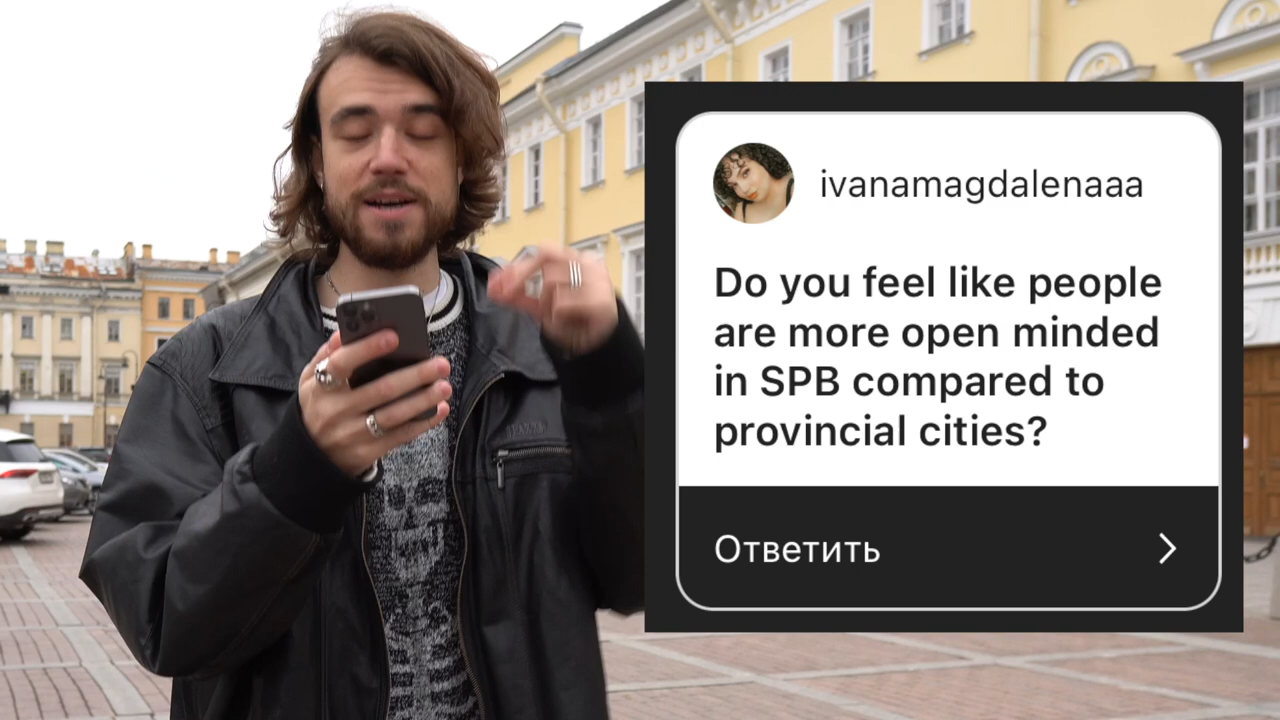 ivanamagdalenaaa
Do you feel like people
are more open minded
in SPB compared to
provincial cities?
Ответить